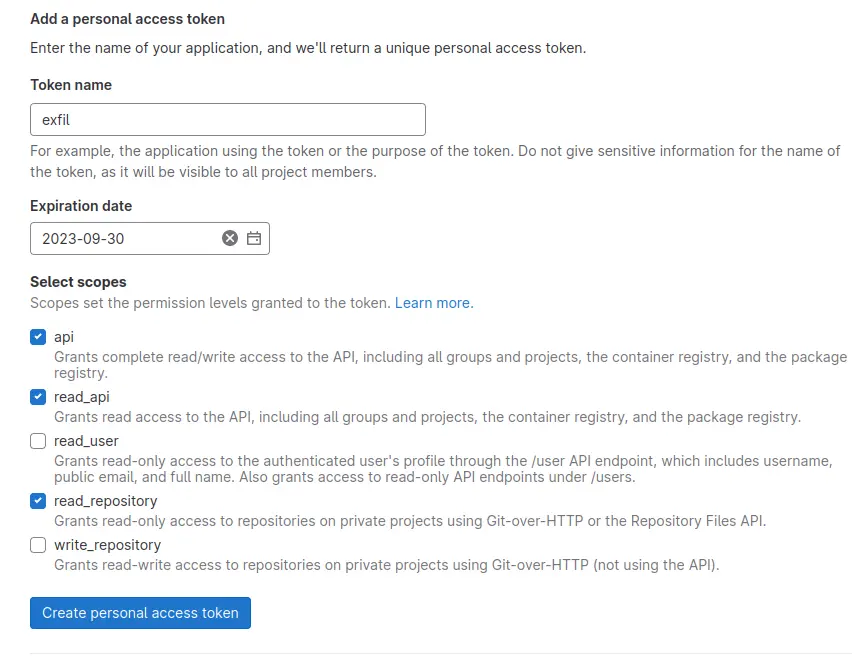 Add a personal access token
Enter the name of your application, and we'll return a unique personal access token.
Token name
exfil
For example, the application using the token or the purpose of the token. Do not give sensitive information for the name of
the token, as it will be visible to all project members.
Expiration date
2023-09-30
Select scopes
Scopes set the permission levels granted to the token. Learn more.
api
Grants complete read/write access to the API, including all groups and projects, the container registry, and the package
registry.
read_api
Grants read access to the API, including all groups and projects, the container registry, and the package registry.
read_user
Grants read-only access to the authenticated user's profile through the /user API endpoint, which includes username,
public email, and full name. Also grants access to read-only API endpoints under /users.
read_repository
Grants read-only access to repositories on private projects using Git-over-HTTP or the Repository Files API.
write_repository
Grants read-write access to repositories on private projects using Git-over-HTTP (not using the API).
Create personal access token